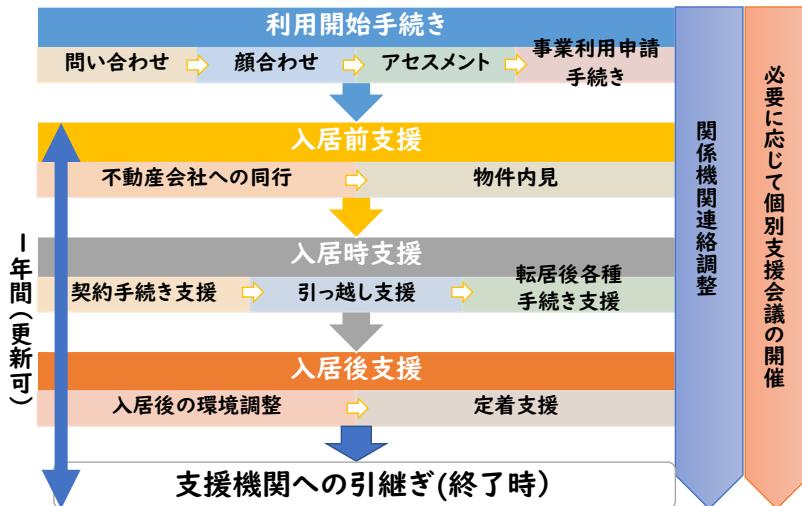 利用開始手続き
問い合わせ
顔合わせ
アセスメント
事業利用申請
手続き
入居前支援
不動産会社への同行
物件内見
入居時支援
契約手続き支援
引っ越し支援
転居後各種
手続き支援
入居後支援
入居後の環境調整
定着支援
支援機関への引継ぎ(終了時)
1年間(更新可)
関係機関連絡調整
必要に応じて個別支援会議の開催